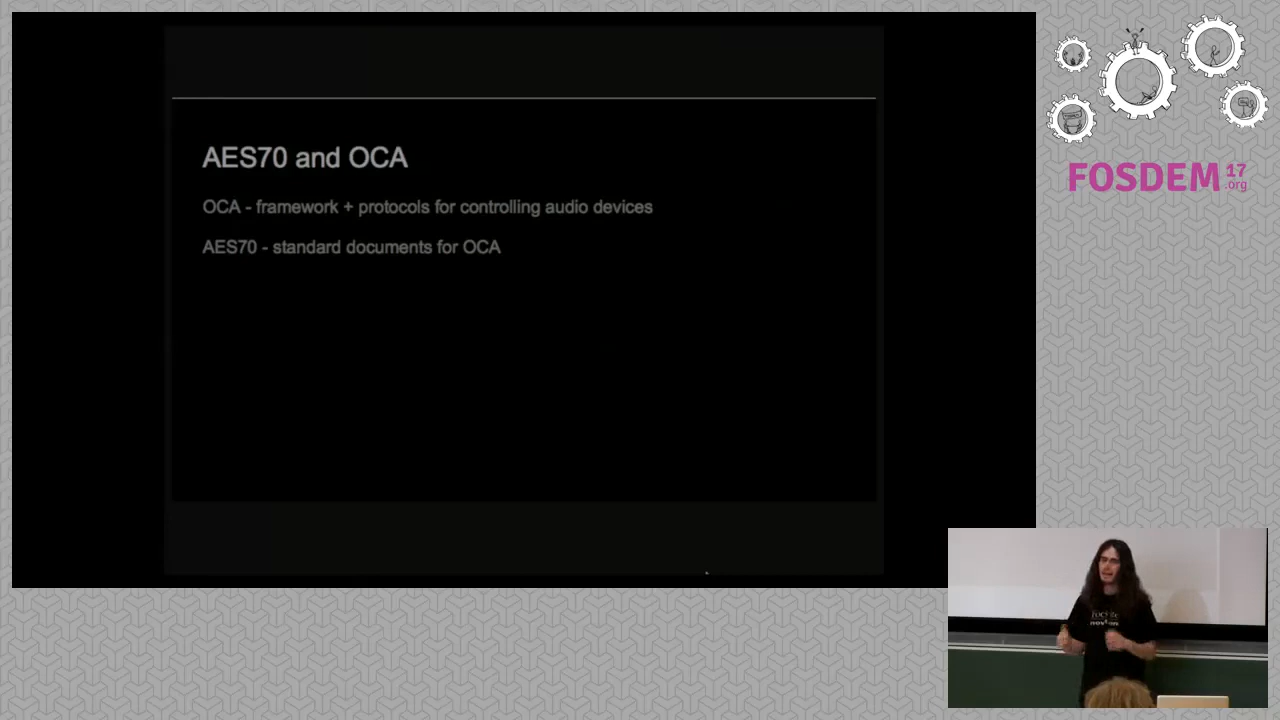 AES70 and OCA
OCA - framework + protocols for controlling audio devices
AES70 - standard documents for OCA
FOSDEM 17
.org